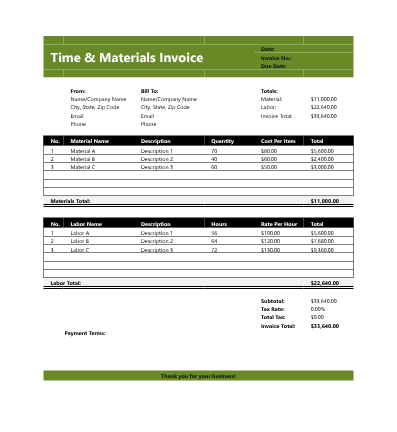 Time & Materials Invoice
Date:
Invoice No.:
Due Date:
From: Bill To: Totals:
Name/Company Name Name/Company Name Material: $11,000.00
City, State, Zip Code City, State, Zip Code Labor: $22,640.00
Email Email Invoice Total: $33,640.00
Phone Phone
No. Material Name Description Quantity Cost Per Item Total
1 Material A Description 1 70 $80.00 $5,600.00
2 Material B Description 2 40 $60.00 $2,400.00
3 Material C Description 3 60 $50.00 $3,000.00
Materials Total: $11,000.00
No. Labor Name Description Hours Rate Per Hour Total
1 Labor A Description 1 56 $100.00 $5,600.00
2 Labor B Description 2 64 $120.00 $7,680.00
3 Labor C Description 3 72 $130.00 $9,360.00
Labor Total: $22,640.00
Subtotal: $33,640.00
Tax Rate: 0.00%
Total Tax: $0.00
Invoice Total: $33,640.00
Payment Terms:
Thank you for your business!